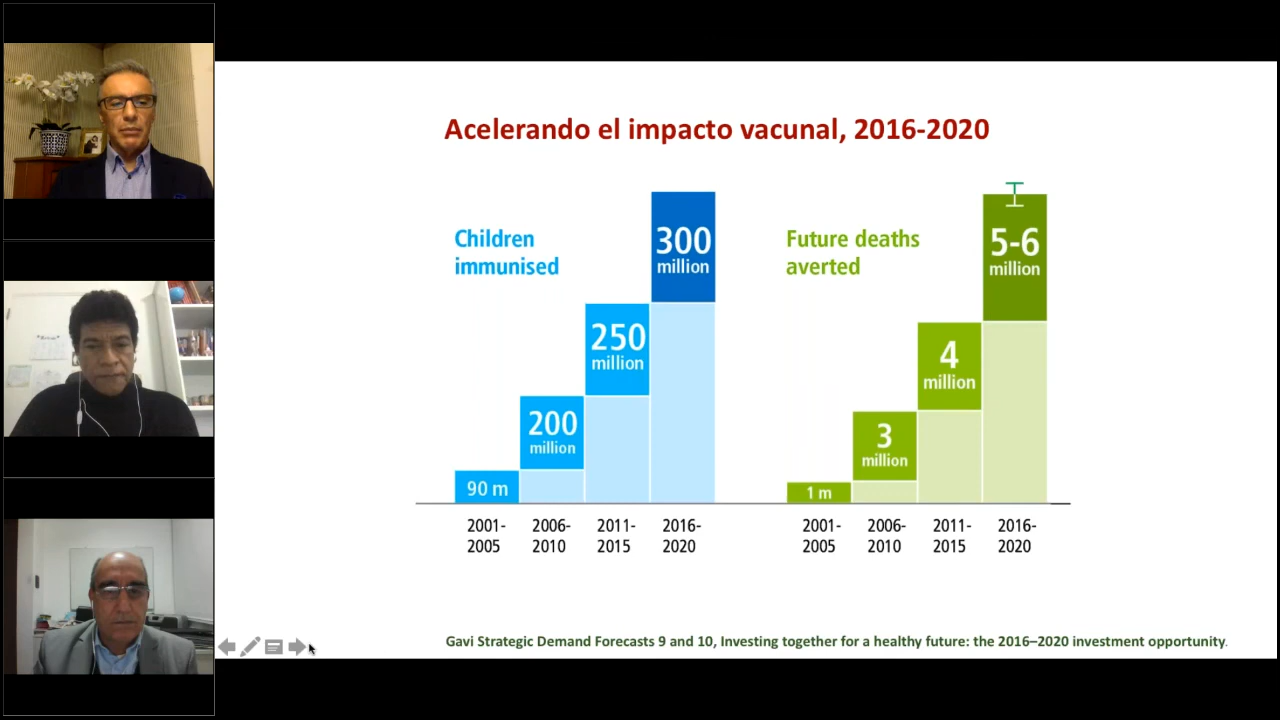 Acelerando el impacto vacunal, 2016-2020
Children
immunised
300
million
250
million
200
million
90 m
2001-
2005
2006-
2010
2011-
2015
2016-
2020
Future deaths
averted
5-6
million
4
million
3
million
1 m
2001-
2005
2006-
2010
2011-
2015
2016-
2020
Gavi Strategic Demand Forecasts 9 and 10, Investing together for a healthy future: the 2016–2020 investment opportunity.